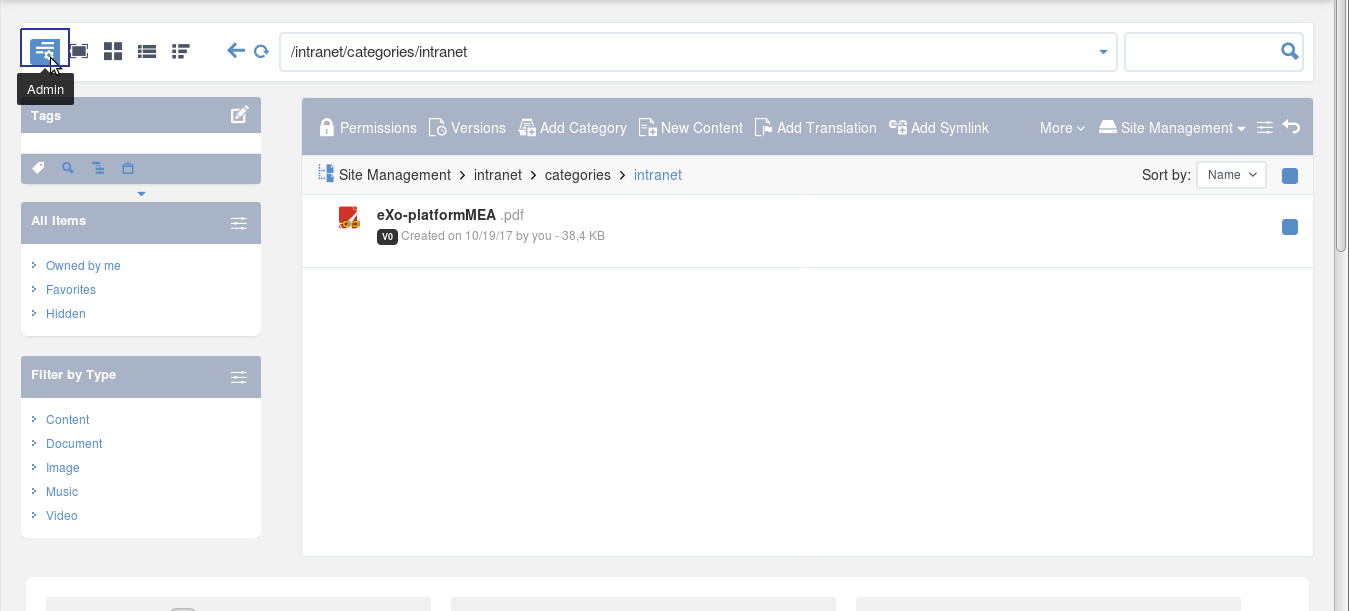 /intranet/categories/intranet
Admin
Tags
Permissions Versions Add Category New Content Add Translation Add Symlink More Site Management
Site Management intranet categories intranet Sort by: Name
All Items
Owned by me
Favorites
Hidden
eXo-platformMEA .pdf
V0 Created on 10/19/17 by you - 38,4 KB
Filter by Type
Content
Document
Image
Music
Video